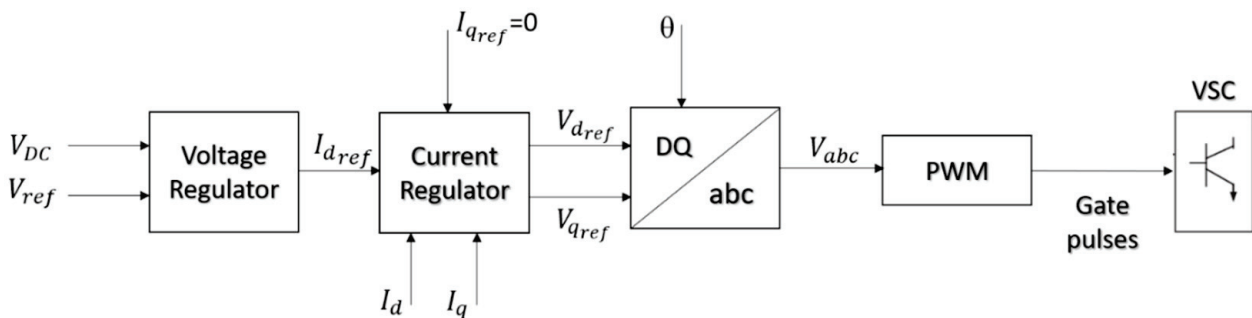 I_{q_{ref}}=0
θ
VSC
V_{DC}
V_{ref}
Voltage
Regulator
I_{d_{ref}}
Current
Regulator
V_{d_{ref}}
V_{q_{ref}}
DQ
abc
V_{abc}
PWM
Gate
pulses
I_d
I_q